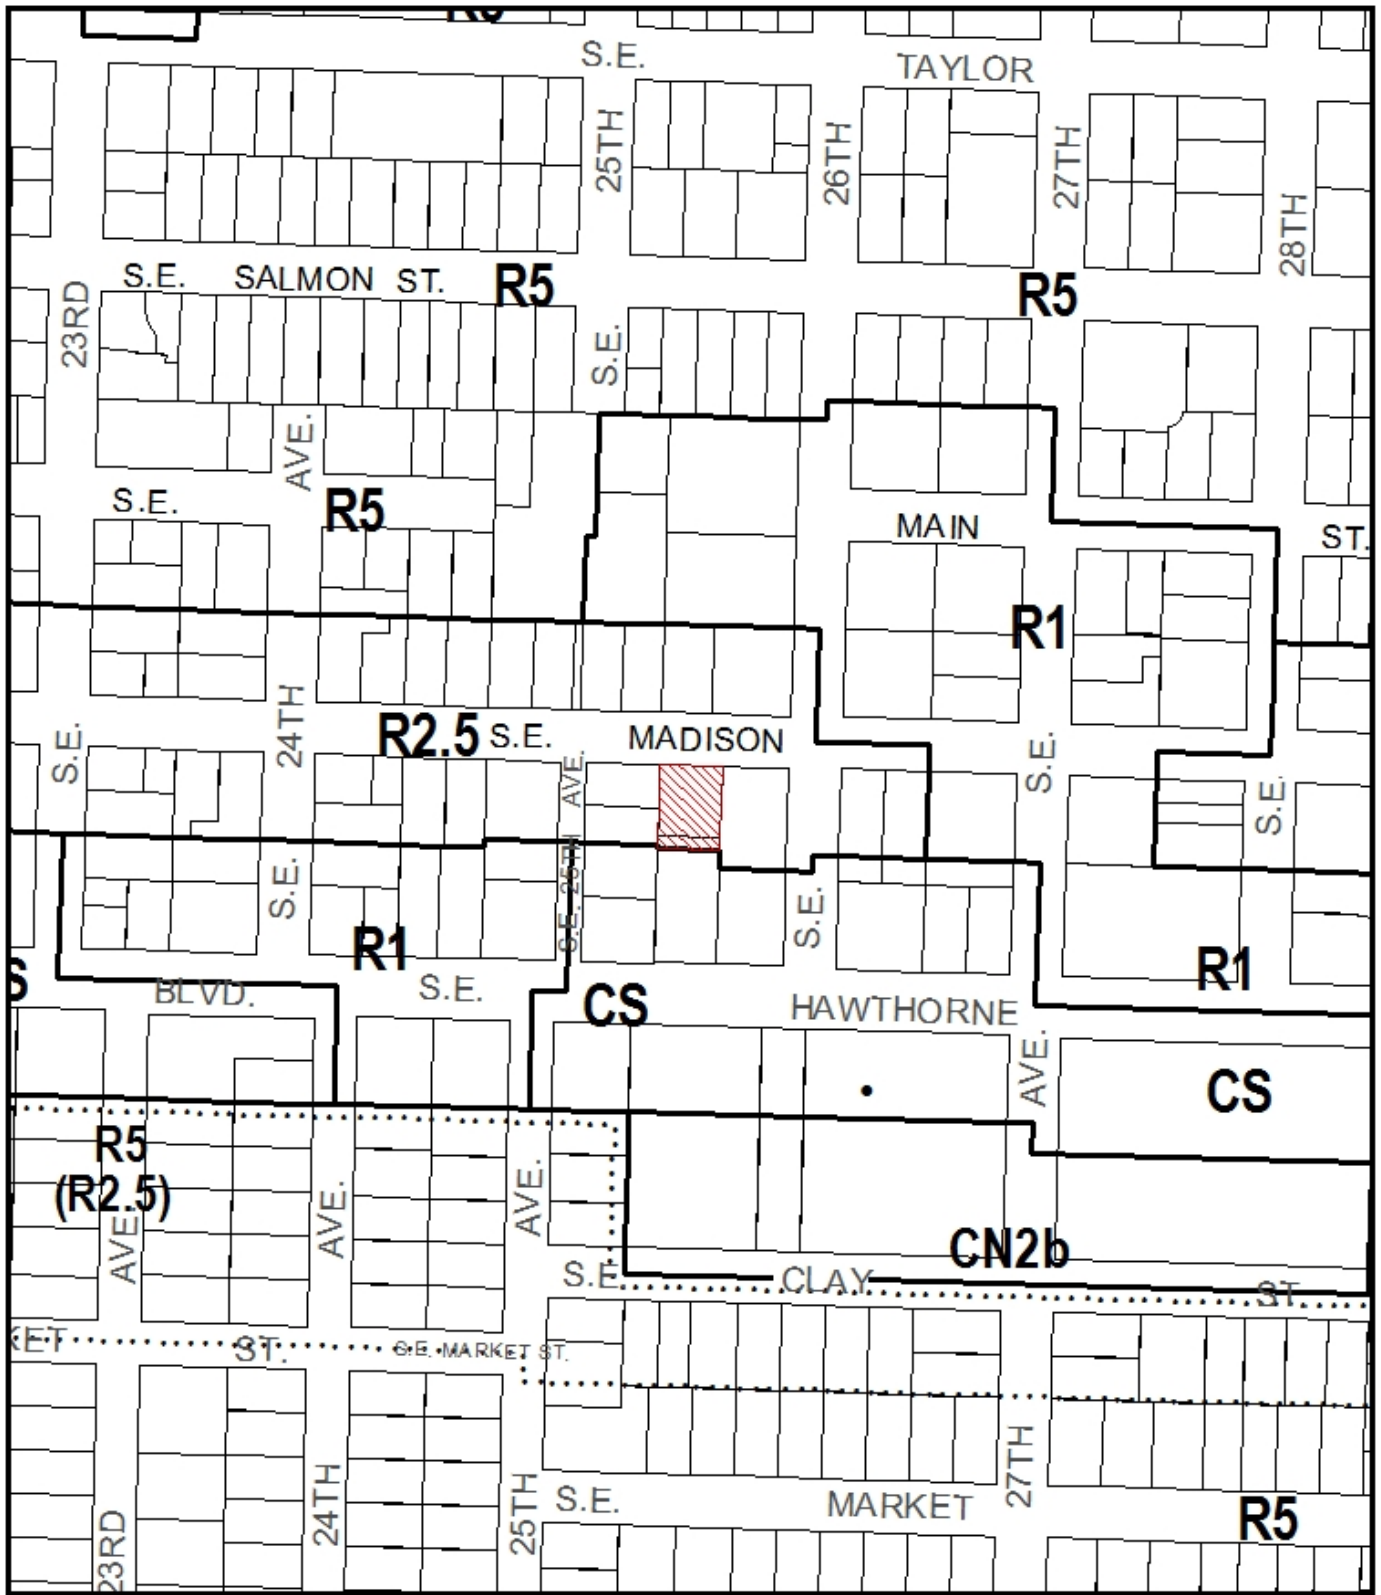 S.E.
TAYLOR
25TH
26TH
27TH
28TH
S.E. SALMON ST.
R5
R5
23RD
S.E.
AVE.
S.E.
R5
MAIN
ST.
R1
24TH
R2.5
S.E.
MADISON
S.E.
AVE.
S.E.
S.E.
S.E. 25TH
S.E.
S.E.
R1
R1
S
BLVD.
S.E.
CS
HAWTHORNE
AVE.
CS
R5
(R2.5)
AVE.
AVE.
AVE.
CN2b
S.E.
CLAY
ST.
KET
ST.
S.E. MARKET ST.
27TH
24TH
25TH
S.E.
MARKET
23RD
R5